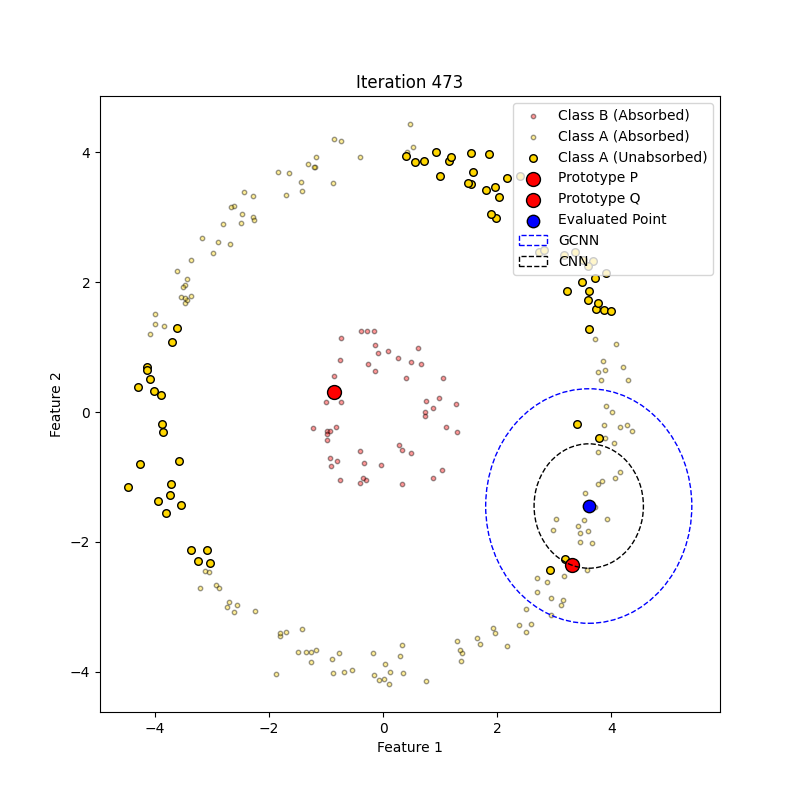 Iteration 473
Class B (Absorbed)
Class A (Absorbed)
Class A (Unabsorbed)
Prototype P
Prototype Q
Evaluated Point
GCNN
CNN
4
2
0
−2
−4
Feature 2
−4
−2
0
2
4
Feature 1